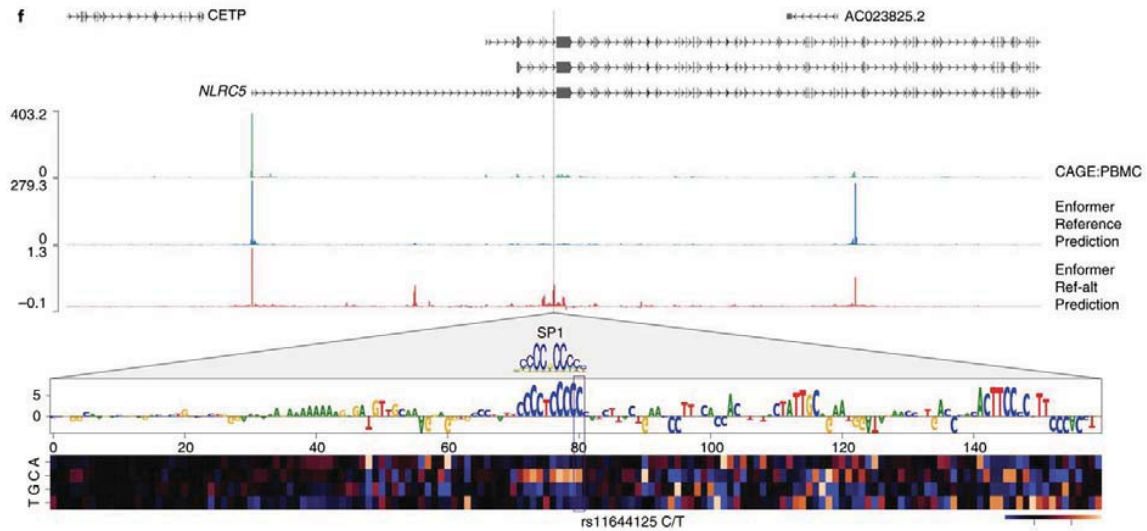 f
CETP
AC023825.2
NLRC5
403.2
0
CAGE:PBMC
279.3
0
Enformer
Reference
Prediction
1.3
−0.1
Enformer
Ref-alt
Prediction
SP1
5
0
0 20 40 60 80 100 120 140
T G C A
rs11644125 C/T